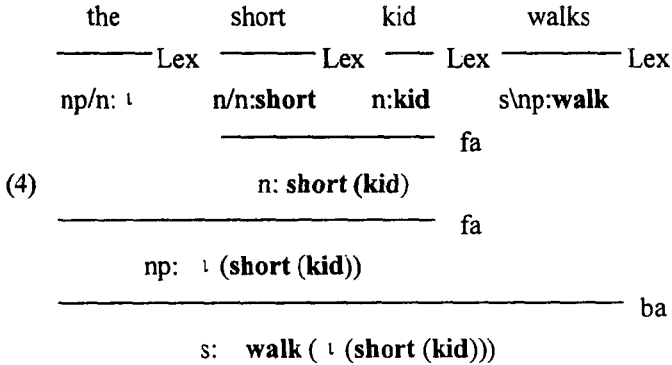 the short kid walks
Lex Lex Lex Lex
np/n: ι n/n:short n:kid s\np:walk
fa
(4) n: short (kid)
fa
np: ι (short (kid))
ba
s: walk ( ι (short (kid)))